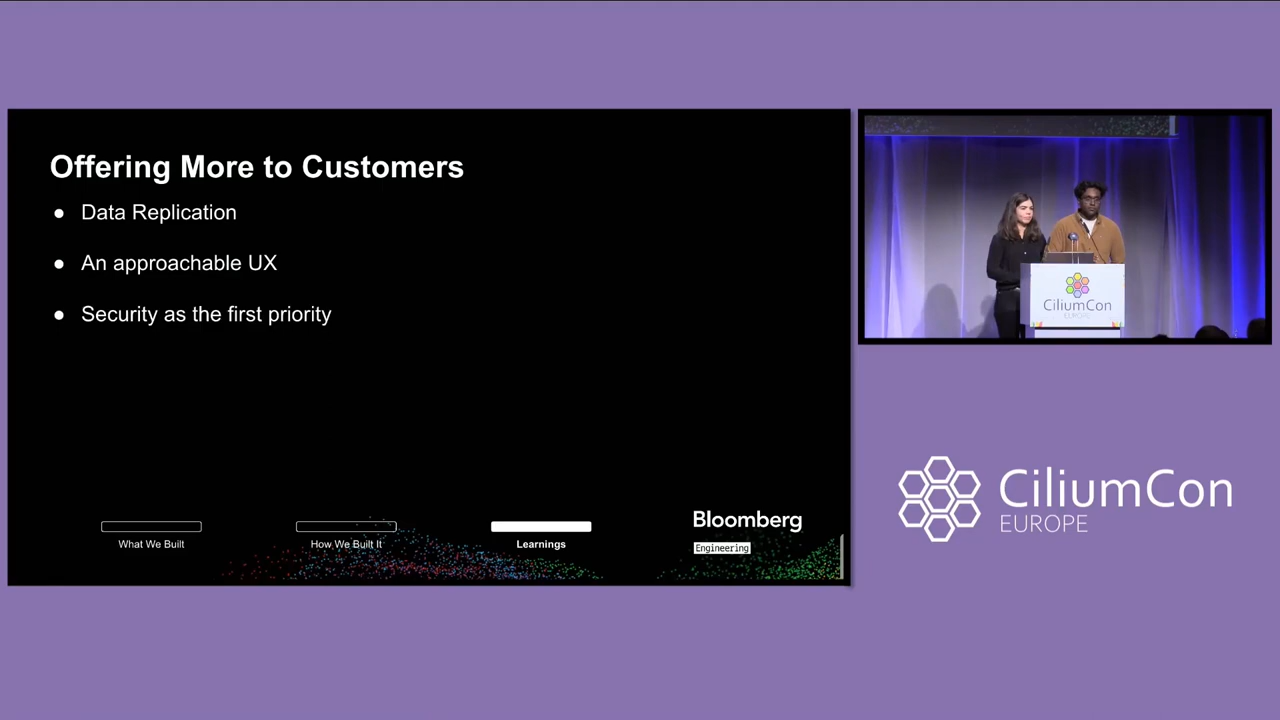 Offering More to Customers
● Data Replication
● An approachable UX
● Security as the first priority
What We Built
How We Built It
Learnings
Bloomberg
Engineering
CiliumCon
EUROPE
CiliumCon
EUROPE